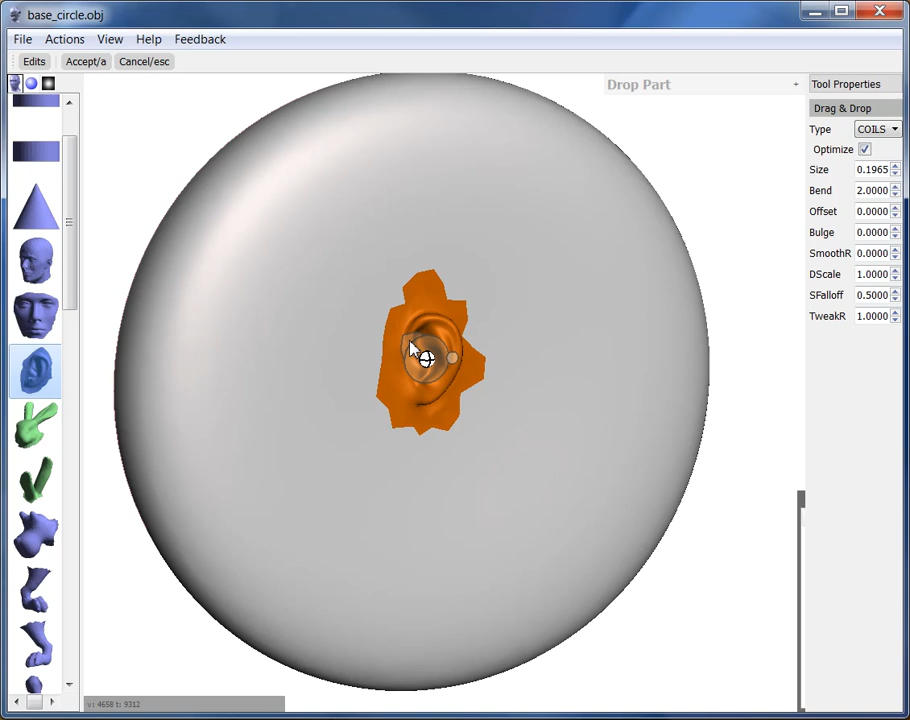 base_circle.obj
File Actions View Help Feedback
Edits Accept/a Cancel/esc
Drop Part
Tool Properties
Drag & Drop
Type COILS
Optimize
Size 0.1965
Bend 2.0000
Offset 0.0000
Bulge 0.0000
SmoothR 0.0000
DScale 1.0000
SFalloff 0.5000
TweakR 1.0000
v: 4658 t: 9312